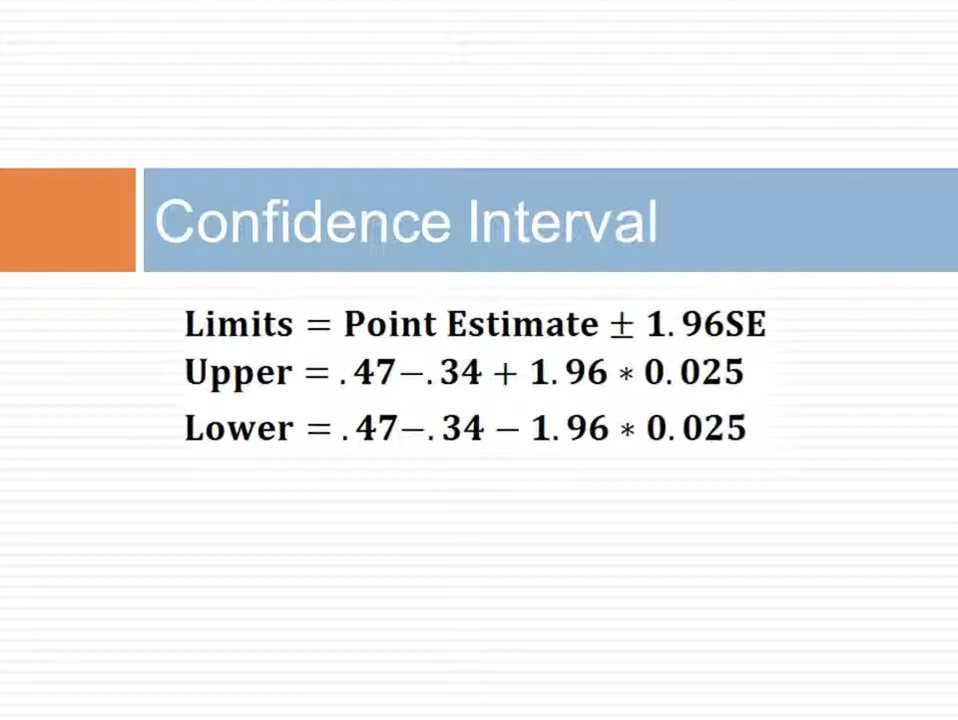 Confidence Interval
Limits = Point Estimate ± 1.96SE
Upper = .47−.34 + 1.96 ∗ 0.025
Lower = .47−.34 − 1.96 ∗ 0.025